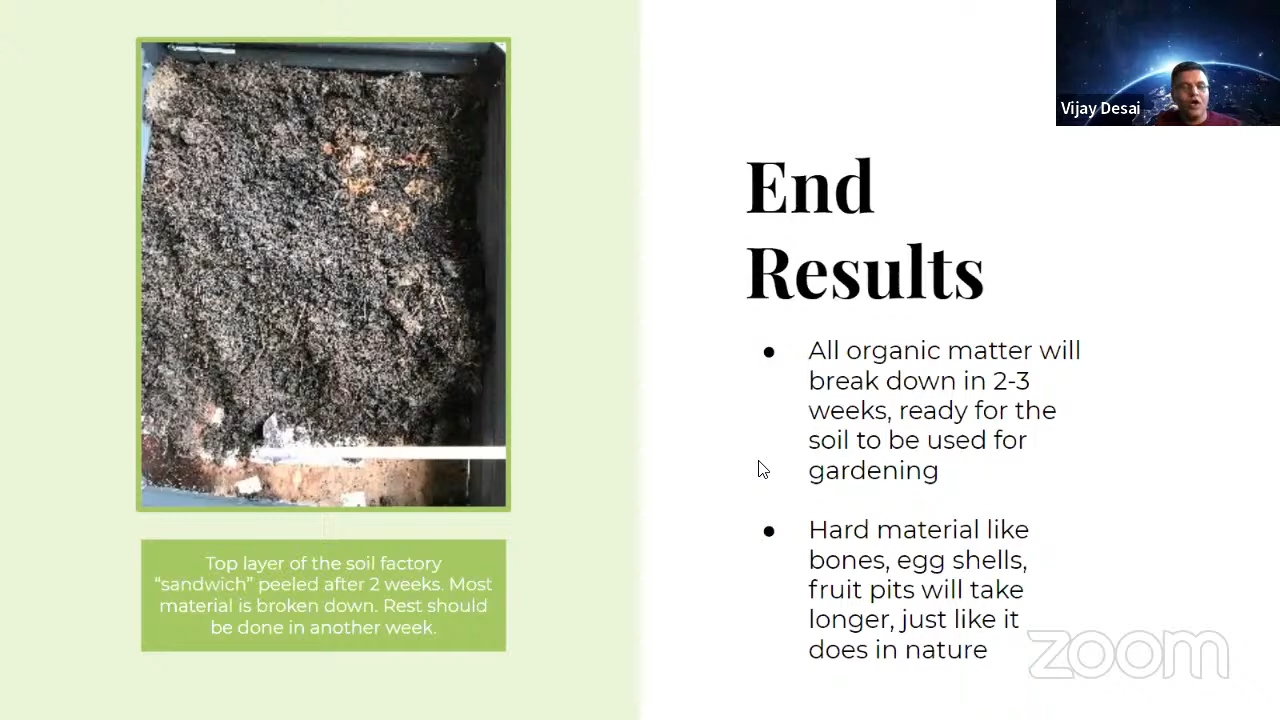 Vijay Desai
End
Results
● All organic matter will
break down in 2-3
weeks, ready for the
soil to be used for
gardening
● Hard material like
bones, egg shells,
fruit pits will take
longer, just like it
does in nature
Top layer of the soil factory
“sandwich” peeled after 2 weeks. Most
material is broken down. Rest should
be done in another week.
zoom